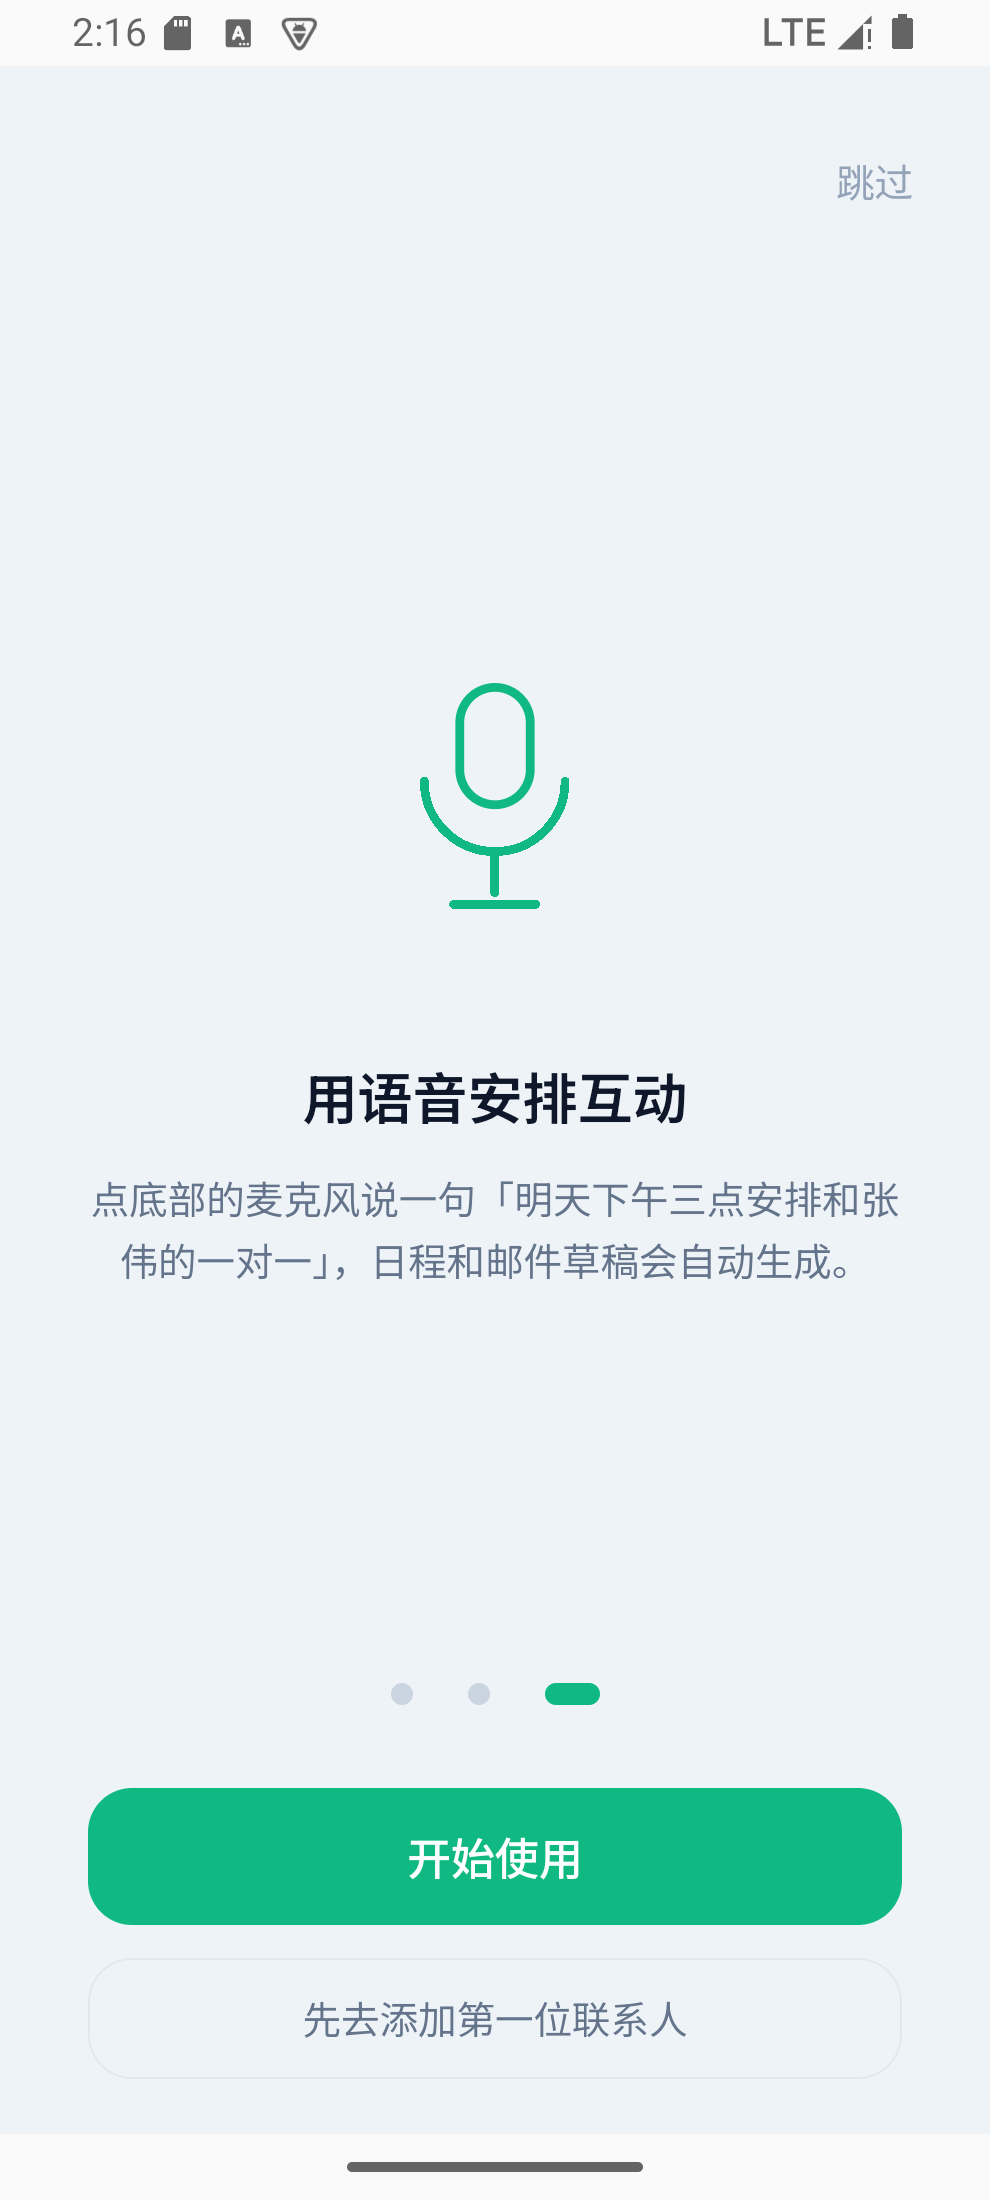 2:16
LTE
跳过
用语音安排互动
点底部的麦克风说一句「明天下午三点安排和张
伟的一对一」，日程和邮件草稿会自动生成。
开始使用
先去添加第一位联系人